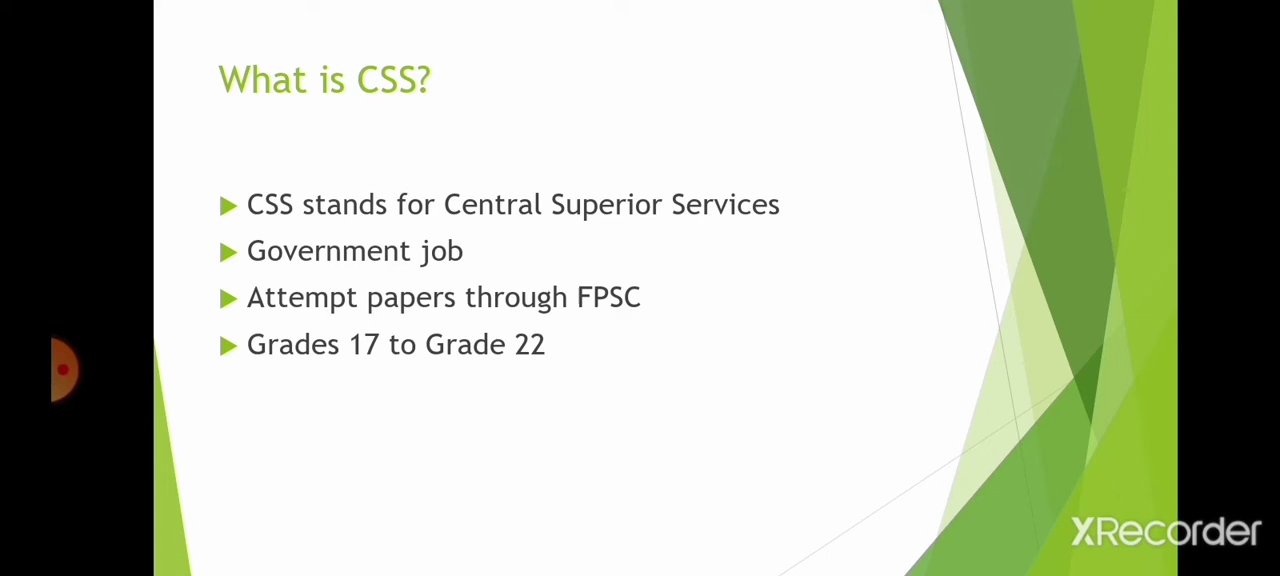 What is CSS?
CSS stands for Central Superior Services
Government job
Attempt papers through FPSC
Grades 17 to Grade 22
XRecorder